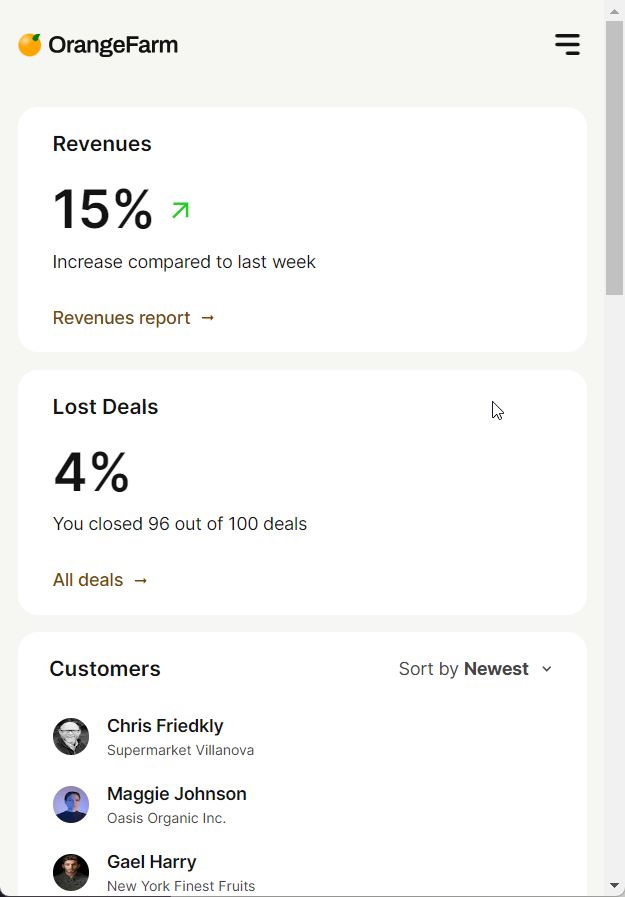 OrangeFarm
Revenues
15%
Increase compared to last week
Revenues report →
Lost Deals
4%
You closed 96 out of 100 deals
All deals →
Customers
Sort by Newest
Chris Friedkly
Supermarket Villanova
Maggie Johnson
Oasis Organic Inc.
Gael Harry
New York Finest Fruits